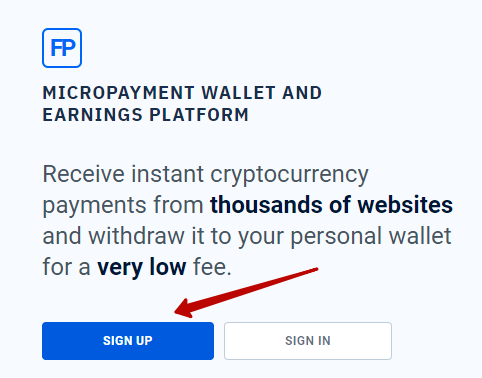 FP
MICROPAYMENT WALLET AND
EARNINGS PLATFORM
Receive instant cryptocurrency
payments from thousands of websites
and withdraw it to your personal wallet
for a very low fee.
SIGN UP
SIGN IN